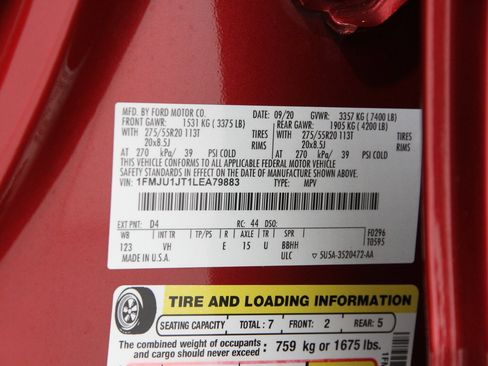 MFD. BY FORD MOTOR CO. DATE: 09/20 GVWR: 3357 KG ( 7400 LB)
FRONT GAWR: 1531 KG ( 3375 LB) REAR GAWR: 1905 KG ( 4200 LB)
WITH 275/55R20 113T TIRES WITH 275/55R20 113T TIRES
20x8.5J RIMS 20x8.5J RIMS
AT 270 kPa/ 39 PSI COLD AT 270 kPa/ 39 PSI COLD
THIS VEHICLE CONFORMS TO ALL APPLICABLE FEDERAL MOTOR VEHICLE
SAFETY STANDARDS IN EFFECT ON THE DATE OF MANUFACTURE SHOWN ABOVE.
VIN: 1FMJU1JT1LEA79883 TYPE: MPV
EXT PNT: D4 RC: 44 DSO: F0296
WB INT TR TP/PS R AXLE TR SPR T0595
123 VH E 15 U BBHH
MADE IN U.S.A. ULC 5U5A-3520472-AA
TIRE AND LOADING INFORMATION
SEATING CAPACITY TOTAL: 7 FRONT: 2 REAR: 5
The combined weight of occupants and cargo should never exceed: 759 kg or 1675 lbs.